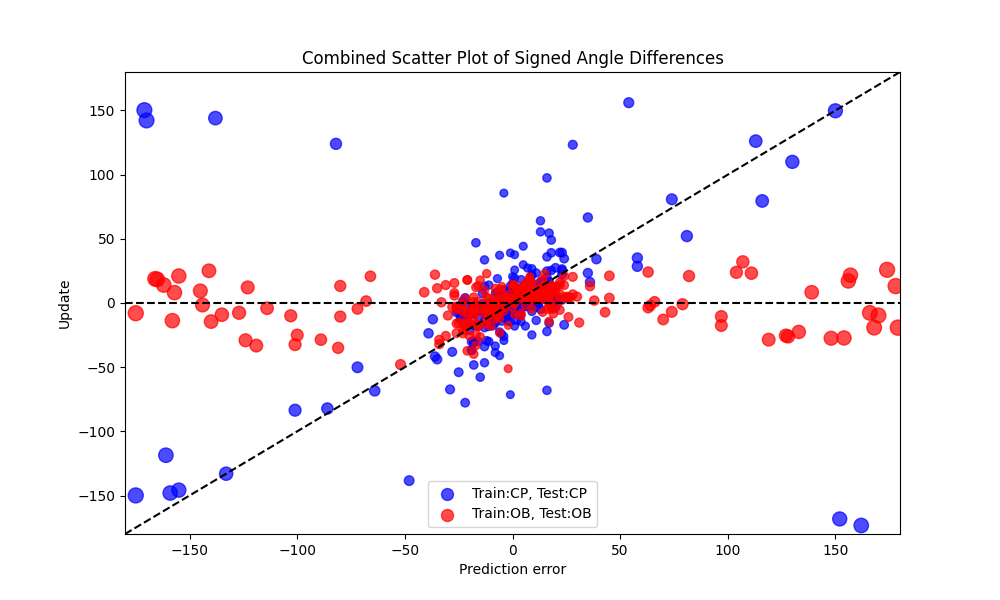 Combined Scatter Plot of Signed Angle Differences
150
100
50
0
−50
−100
−150
Update
Train:CP, Test:CP
Train:OB, Test:OB
−150 −100 −50 0 50 100 150
Prediction error